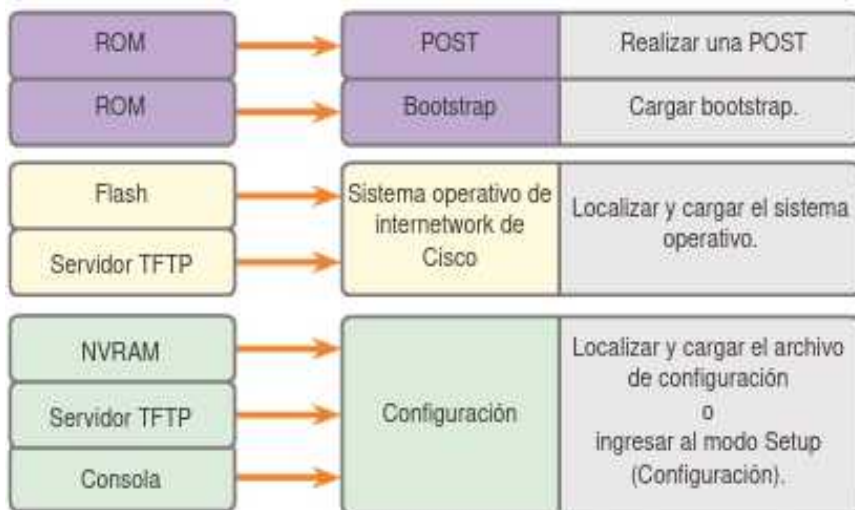 ROM
POST
Realizar una POST
ROM
Bootstrap
Cargar bootstrap.
Flash
Servidor TFTP
Sistema operativo de
internetwork de
Cisco
Localizar y cargar el sistema
operativo.
NVRAM
Servidor TFTP
Consola
Configuración
Localizar y cargar el archivo
de configuración
o
ingresar al modo Setup
(Configuración).